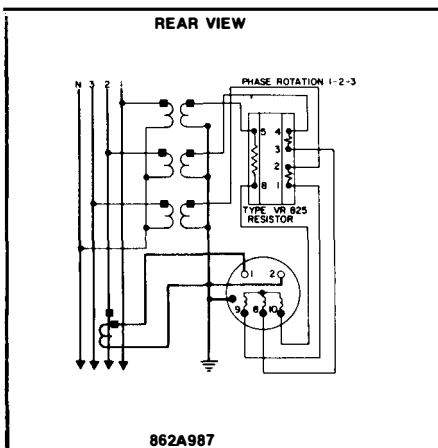 REAR VIEW
N 3 2 1
PHASE ROTATION 1-2-3
5 4
3
2
8 1
TYPE VR 825
RESISTOR
1 2
9 8 10
862A987